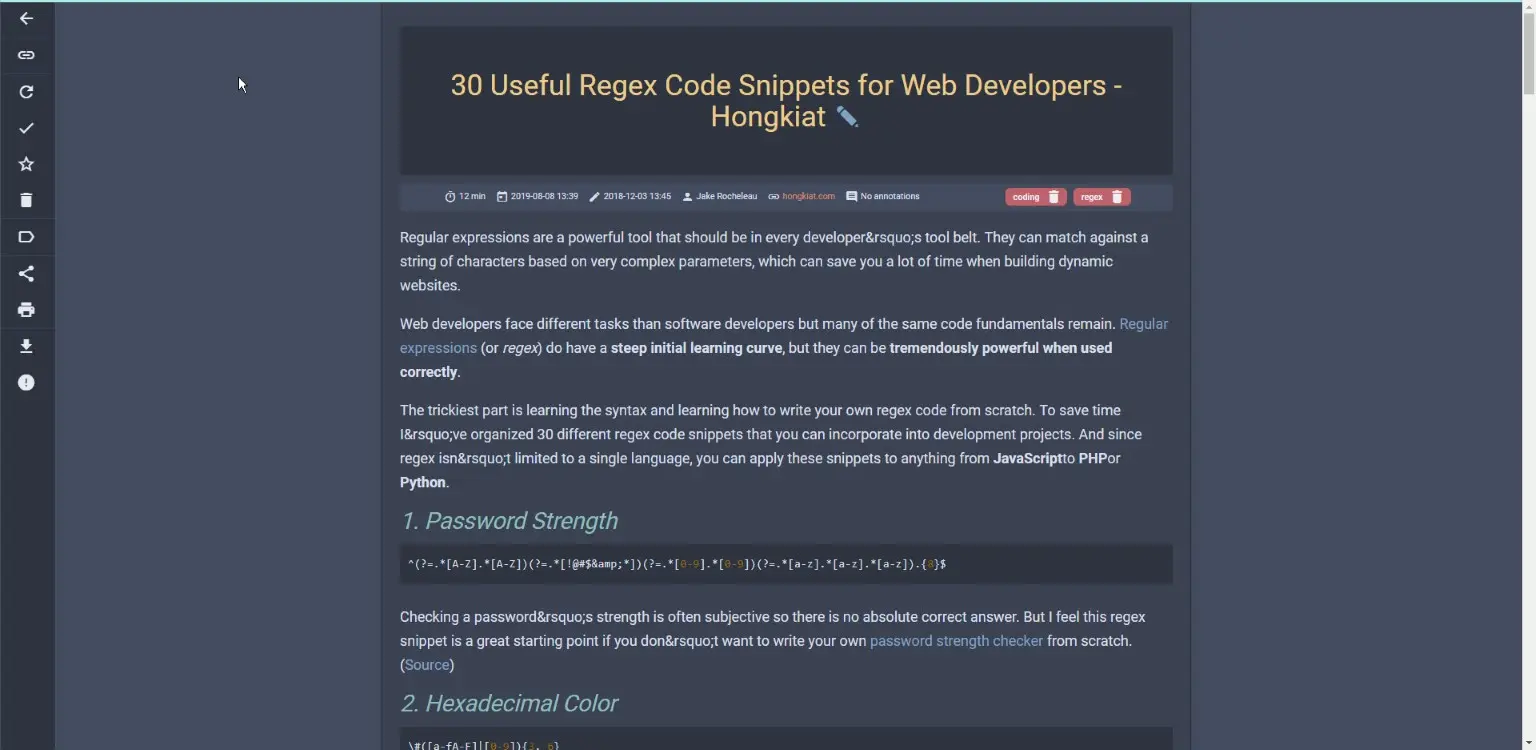 30 Useful Regex Code Snippets for Web Developers -
Hongkiat
12 min 2019-08-08 13:39 2018-12-03 13:45 Jake Rocheleau hongkiat.com No annotations coding regex
Regular expressions are a powerful tool that should be in every developer&rsquo;s tool belt. They can match against a
string of characters based on very complex parameters, which can save you a lot of time when building dynamic
websites.
Web developers face different tasks than software developers but many of the same code fundamentals remain. Regular
expressions (or regex) do have a steep initial learning curve, but they can be tremendously powerful when used
correctly.
The trickiest part is learning the syntax and learning how to write your own regex code from scratch. To save time
I&rsquo;ve organized 30 different regex code snippets that you can incorporate into development projects. And since
regex isn&rsquo;t limited to a single language, you can apply these snippets to anything from JavaScriptto PHPor
Python.
1. Password Strength
^(?=.*[A-Z].*[A-Z])(?=.*[!@#$&amp;*])(?=.*[0-9].*[0-9])(?=.*[a-z].*[a-z].*[a-z]).{8}$
Checking a password&rsquo;s strength is often subjective so there is no absolute correct answer. But I feel this regex
snippet is a great starting point if you don&rsquo;t want to write your own password strength checker from scratch.
(Source)
2. Hexadecimal Color
\#([a-fA-F]|[0-9]){3, 6}